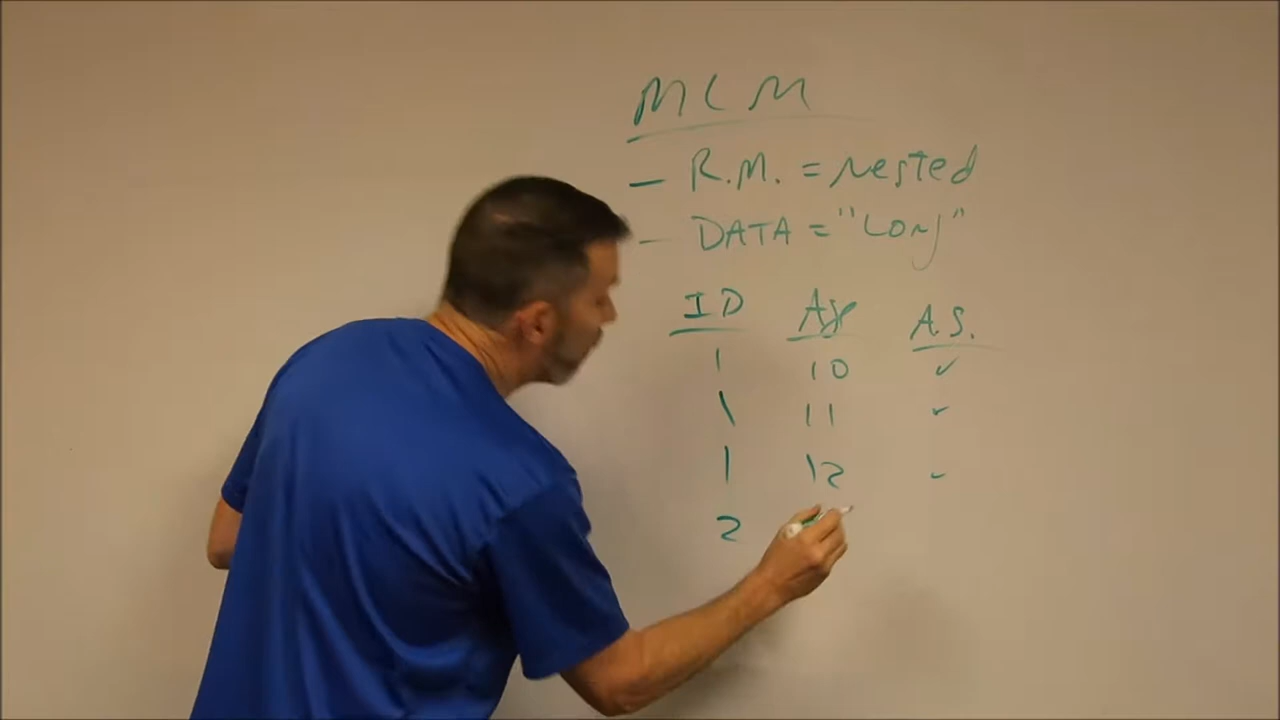 MLM
- R.M. = Nested
- DATA = "Long"
ID Age A.S.
1 10 ✓
1 11 ✓
1 12 ✓
2